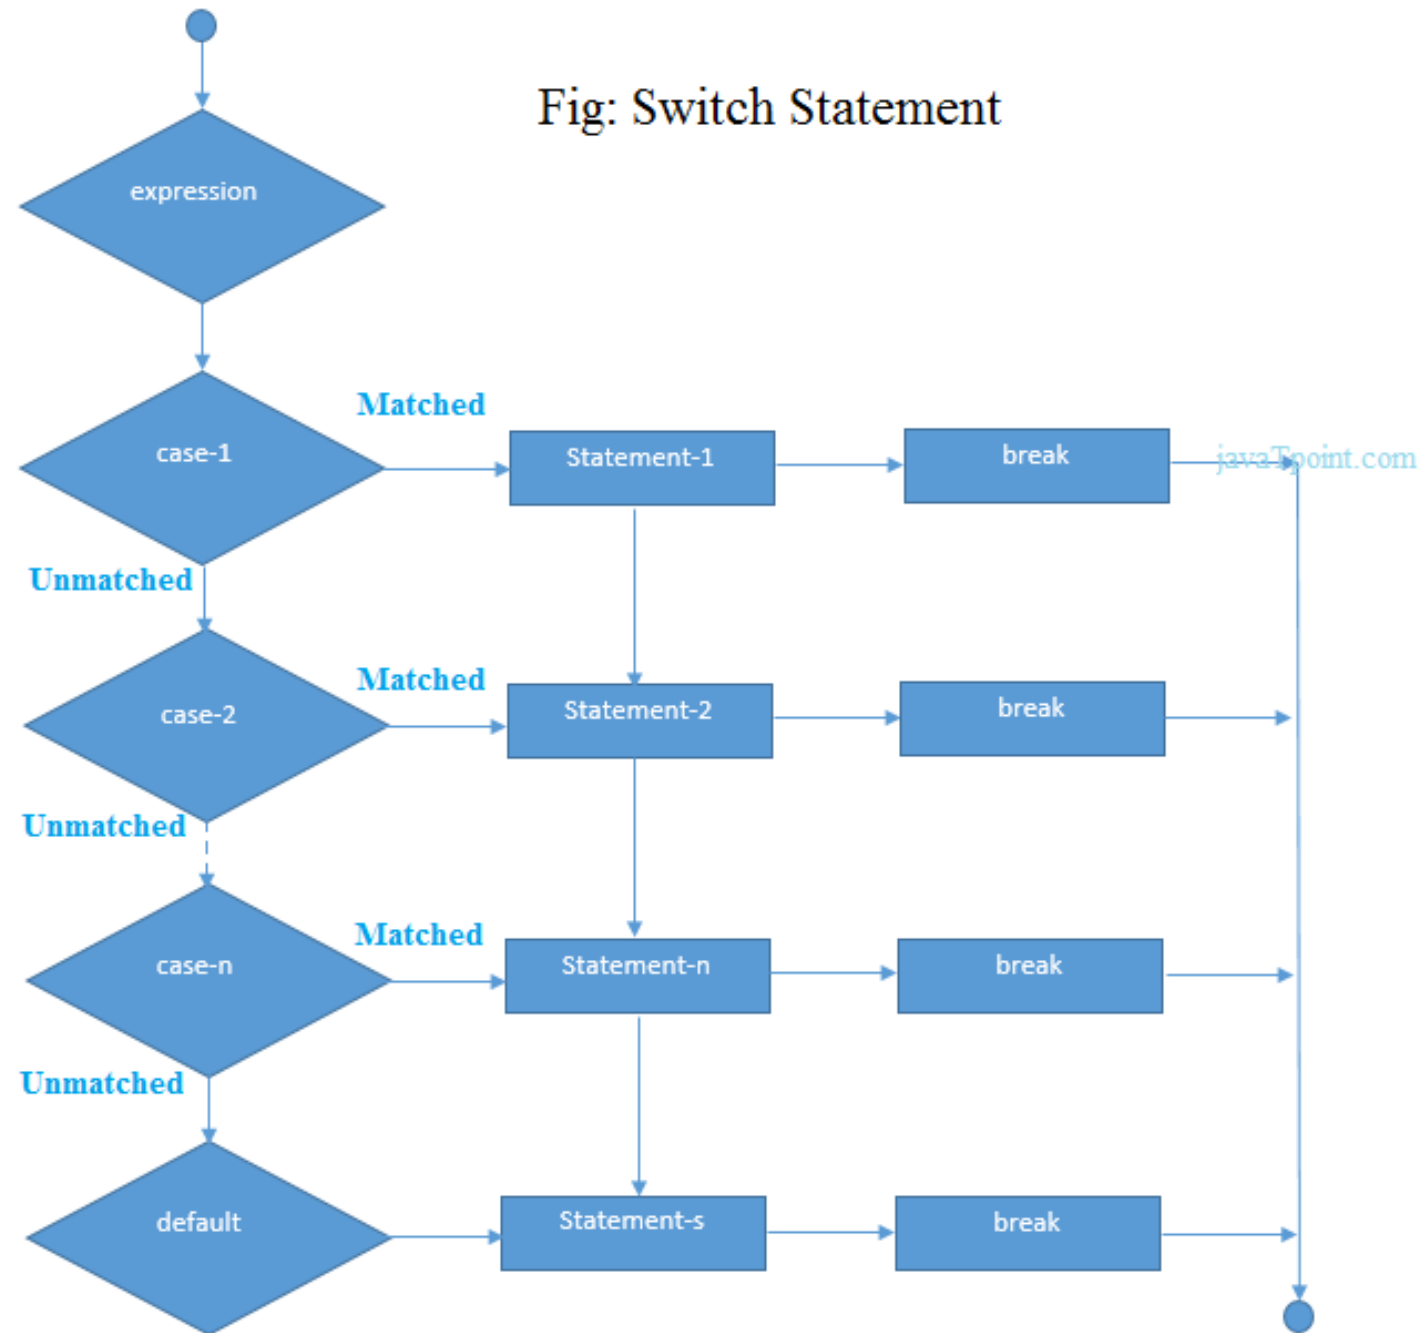 Fig: Switch Statement
expression
case-1
Matched
Statement-1
break
javaTpoint.com
Unmatched
case-2
Matched
Statement-2
break
Unmatched
case-n
Matched
Statement-n
break
Unmatched
default
Statement-s
break